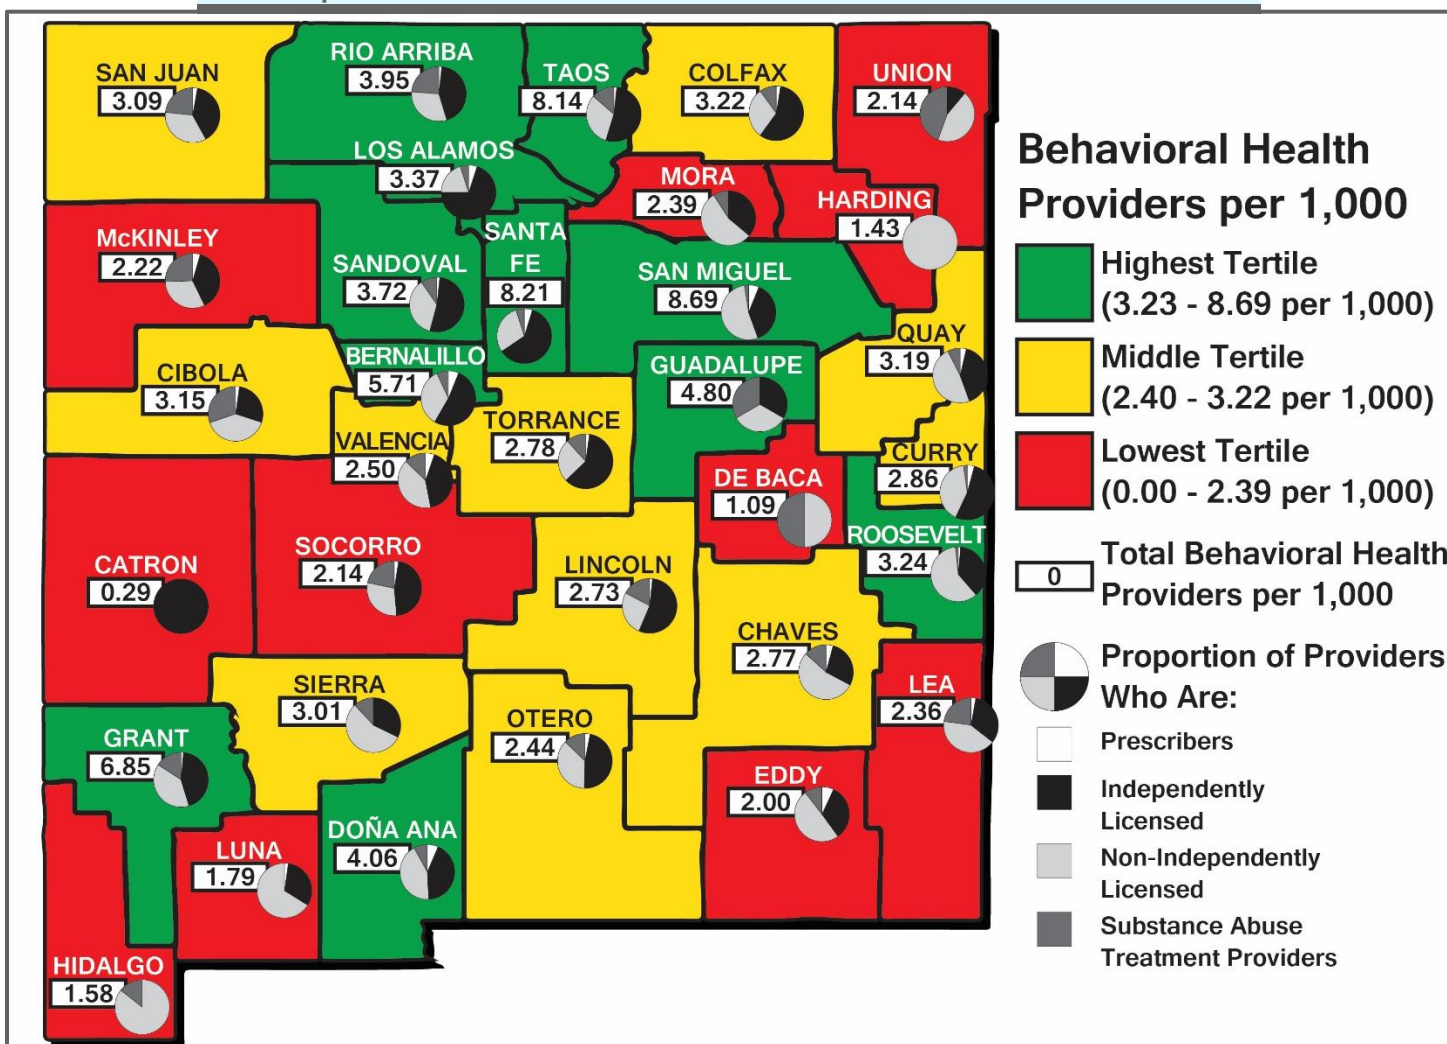 SAN JUAN
3.09
RIO ARRIBA
3.95
TAOS
8.14
COLFAX
3.22
UNION
2.14
LOS ALAMOS
3.37
MORA
2.39
HARDING
1.43
McKINLEY
2.22
SANDOVAL
3.72
SANTA
FE
8.21
SAN MIGUEL
8.69
QUAY
3.19
CIBOLA
3.15
BERNALILLO
5.71
GUADALUPE
4.80
VALENCIA
2.50
TORRANCE
2.78
CURRY
2.86
DE BACA
1.09
ROOSEVELT
3.24
CATRON
0.29
SOCORRO
2.14
LINCOLN
2.73
CHAVES
2.77
SIERRA
3.01
LEA
2.36
GRANT
6.85
OTERO
2.44
EDDY
2.00
LUNA
1.79
DOÑA ANA
4.06
HIDALGO
1.58
Behavioral Health
Providers per 1,000
Highest Tertile
(3.23 - 8.69 per 1,000)
Middle Tertile
(2.40 - 3.22 per 1,000)
Lowest Tertile
(0.00 - 2.39 per 1,000)
0
Total Behavioral Health
Providers per 1,000
Proportion of Providers
Who Are:
Prescribers
Independently
Licensed
Non-Independently
Licensed
Substance Abuse
Treatment Providers